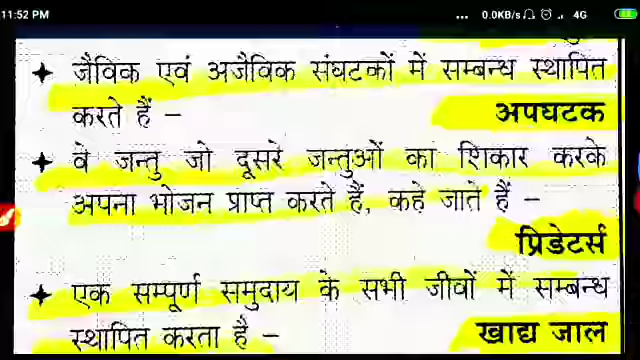 11:52 PM ... 0.0KB/s 4G
✦ जैविक एवं अजैविक संघटकों में सम्बन्ध स्थापित
करते हैं –
अपघटक
✦ वे जन्तु जो दूसरे जन्तुओं का शिकार करके
अपना भोजन प्राप्त करते हैं, कहे जाते हैं –
प्रिडेटर्स
✦ एक सम्पूर्ण समुदाय के सभी जीवों में सम्बन्ध
स्थापित करता है –
खाद्य जाल